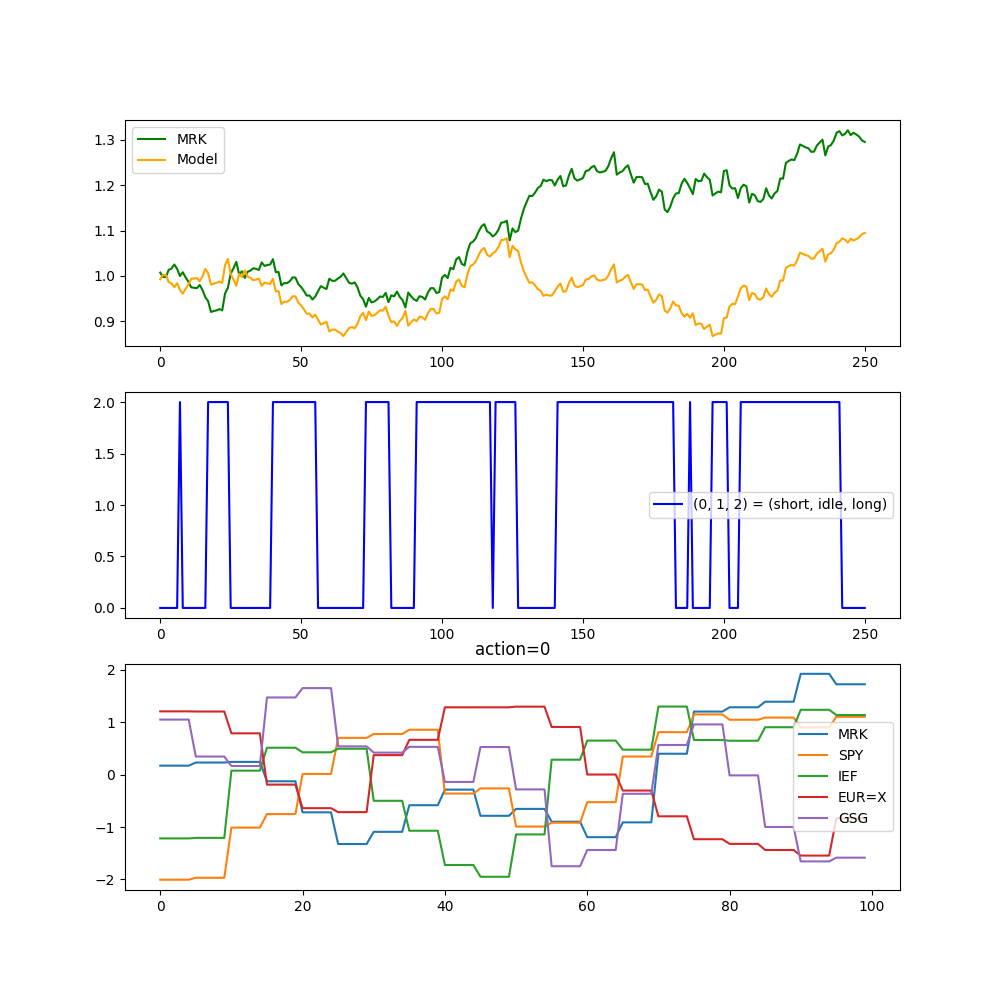 1.3
1.2
1.1
1.0
0.9
MRK
Model
0 50 100 150 200 250
2.0
1.5
1.0
0.5
0.0
(0, 1, 2) = (short, idle, long)
0 50 100 150 200 250
action=0
2
1
0
−1
−2
MRK
SPY
IEF
EUR=X
GSG
0 20 40 60 80 100